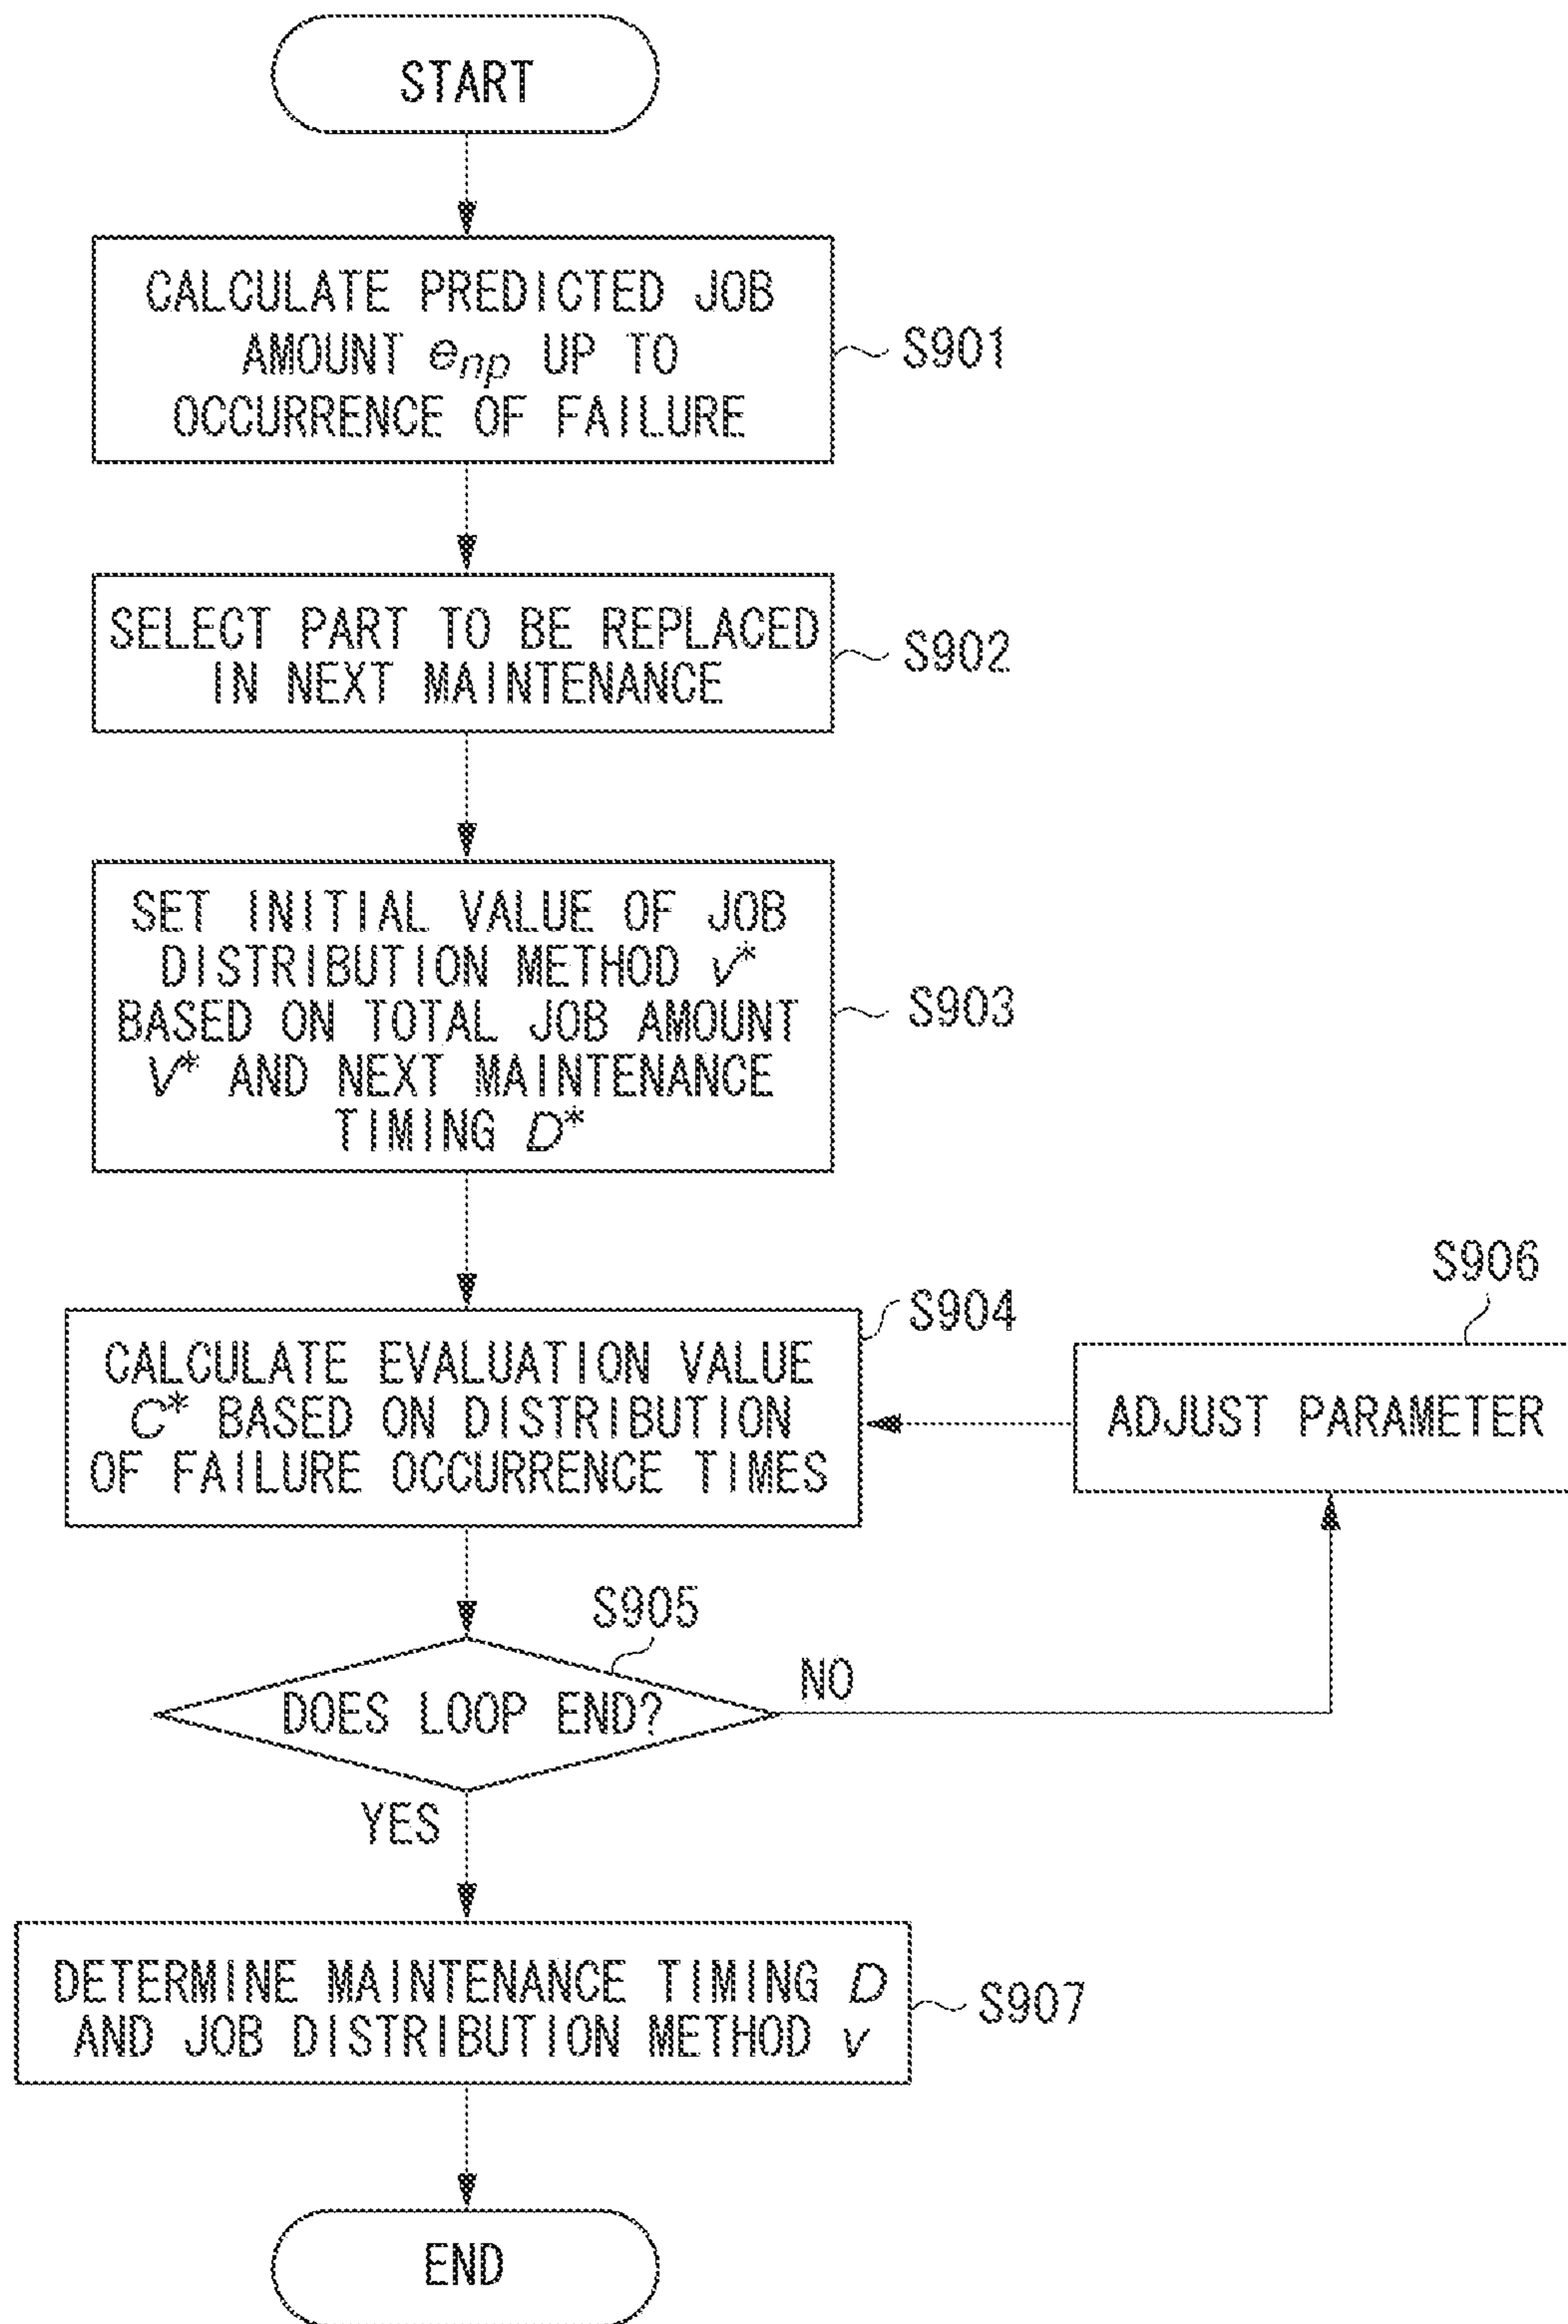 START
CALCULATE PREDICTED JOB
AMOUNT enp UP TO
OCCURRENCE OF FAILURE
S901
SELECT PART TO BE REPLACED
IN NEXT MAINTENANCE
S902
SET INITIAL VALUE OF JOB
DISTRIBUTION METHOD v*
BASED ON TOTAL JOB AMOUNT
V* AND NEXT MAINTENANCE
TIMING D*
S903
CALCULATE EVALUATION VALUE
C* BASED ON DISTRIBUTION
OF FAILURE OCCURRENCE TIMES
S904
S906
ADJUST PARAMETER
S905
DOES LOOP END?
NO
YES
DETERMINE MAINTENANCE TIMING D
AND JOB DISTRIBUTION METHOD v
S907
END